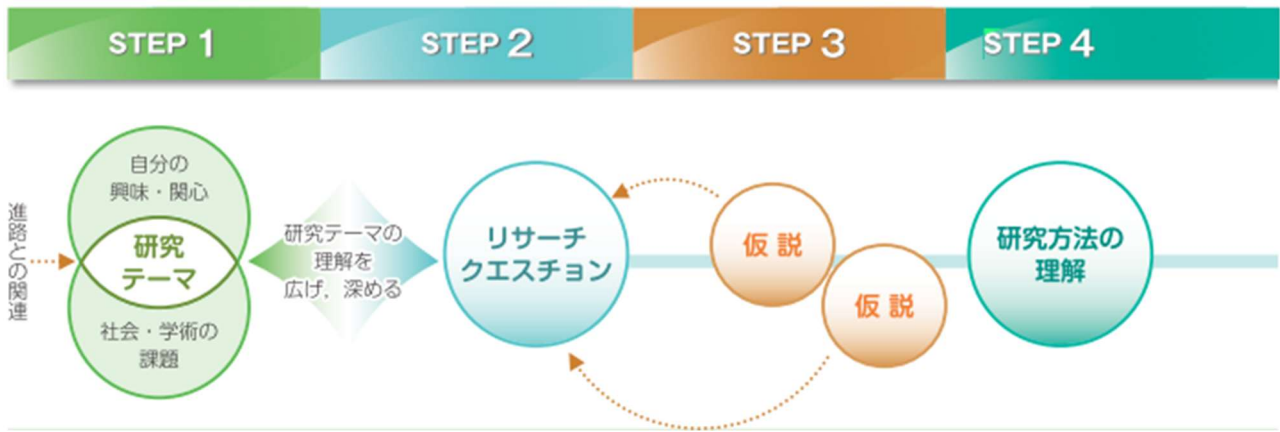 STEP 1
STEP 2
STEP 3
STEP 4
進路との関連
自分の
興味・関心
研究
テーマ
社会・学術の
課題
研究テーマの
理解を
広げ，深める
リサーチ
クエスチョン
仮説
仮説
研究方法の
理解